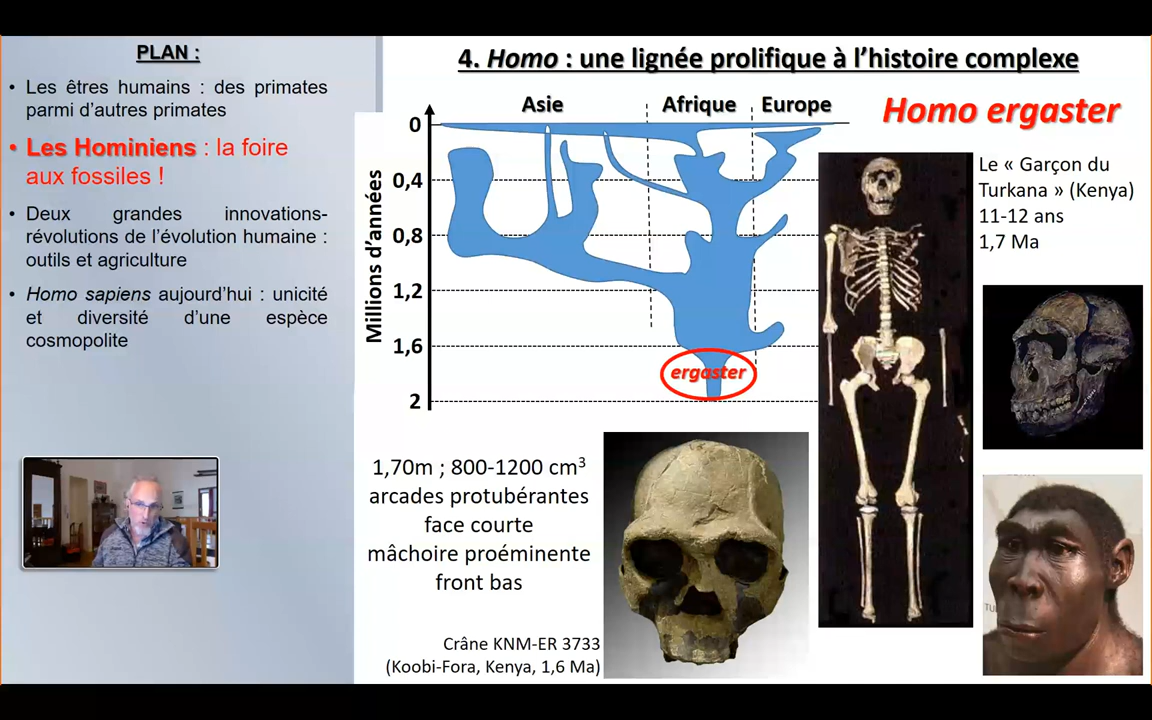 PLAN :
• Les êtres humains : des primates
parmi d'autres primates
• Les Hominiens : la foire
aux fossiles !
• Deux grandes innovations-
révolutions de l'évolution humaine :
outils et agriculture
• Homo sapiens aujourd'hui : unicité
et diversité d'une espèce
cosmopolite
4. Homo : une lignée prolifique à l'histoire complexe
Asie Afrique Europe
Homo ergaster
Millions d'années
0
0,4
0,8
1,2
1,6
2
ergaster
Le « Garçon du
Turkana » (Kenya)
11-12 ans
1,7 Ma
1,70m ; 800-1200 cm³
arcades protubérantes
face courte
mâchoire proéminente
front bas
Crâne KNM-ER 3733
(Koobi-Fora, Kenya, 1,6 Ma)